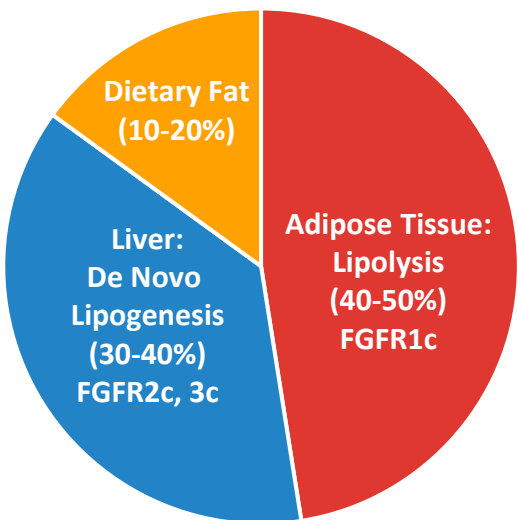 Dietary Fat
(10-20%)
Adipose Tissue:
Lipolysis
(40-50%)
FGFR1c
Liver:
De Novo
Lipogenesis
(30-40%)
FGFR2c, 3c